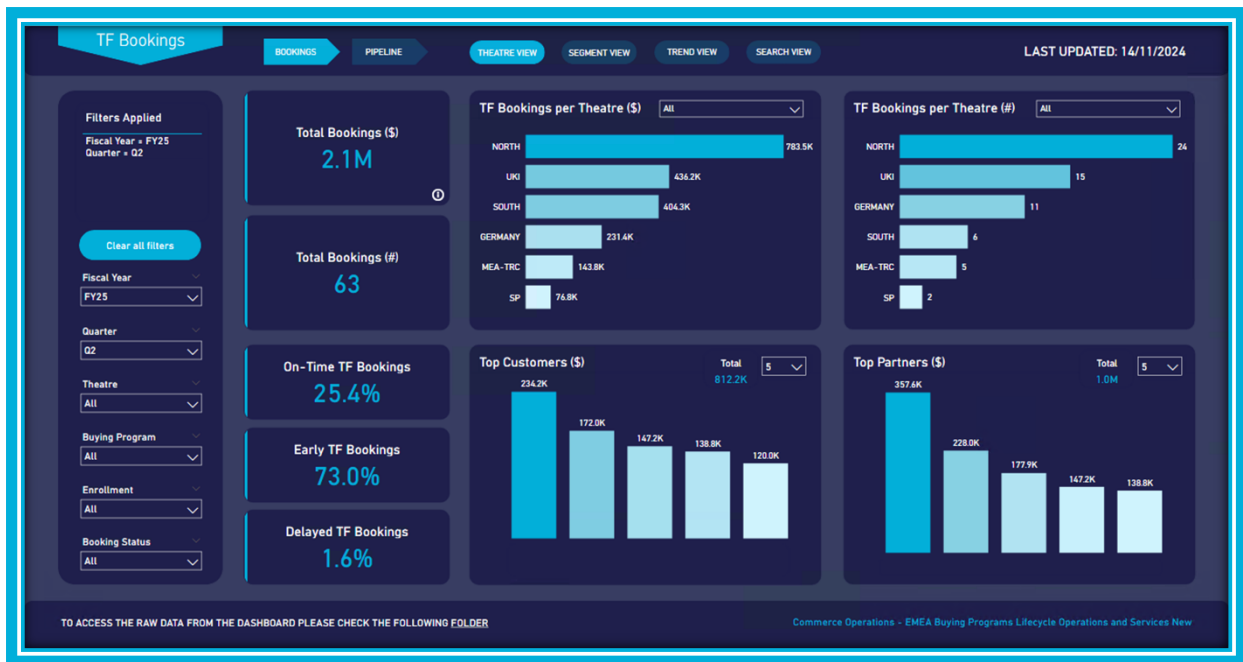 TF Bookings
BOOKINGS
PIPELINE
THEATRE VIEW
SEGMENT VIEW
TREND VIEW
SEARCH VIEW
LAST UPDATED: 14/11/2024
Filters Applied
Fiscal Year = FY25
Quarter = Q2
Clear all filters
Fiscal Year
FY25
Quarter
Q2
Theatre
All
Buying Program
All
Enrollment
All
Booking Status
All
Total Bookings ($)
2.1M
Total Bookings (#)
63
On-Time TF Bookings
25.4%
Early TF Bookings
73.0%
Delayed TF Bookings
1.6%
TF Bookings per Theatre ($)
All
NORTH 783.5K
UKI 436.2K
SOUTH 404.3K
GERMANY 231.4K
MEA-TRC 143.8K
SP 76.8K
TF Bookings per Theatre (#)
All
NORTH 24
UKI 15
GERMANY 11
SOUTH 6
MEA-TRC 5
SP 2
Top Customers ($)
Total
812.2K
5
234.2K
172.0K
147.2K
138.8K
120.0K
Top Partners ($)
Total
1.0M
5
357.6K
228.0K
177.9K
147.2K
138.8K
TO ACCESS THE RAW DATA FROM THE DASHBOARD PLEASE CHECK THE FOLLOWING FOLDER
Commerce Operations - EMEA Buying Programs Lifecycle Operations and Services New